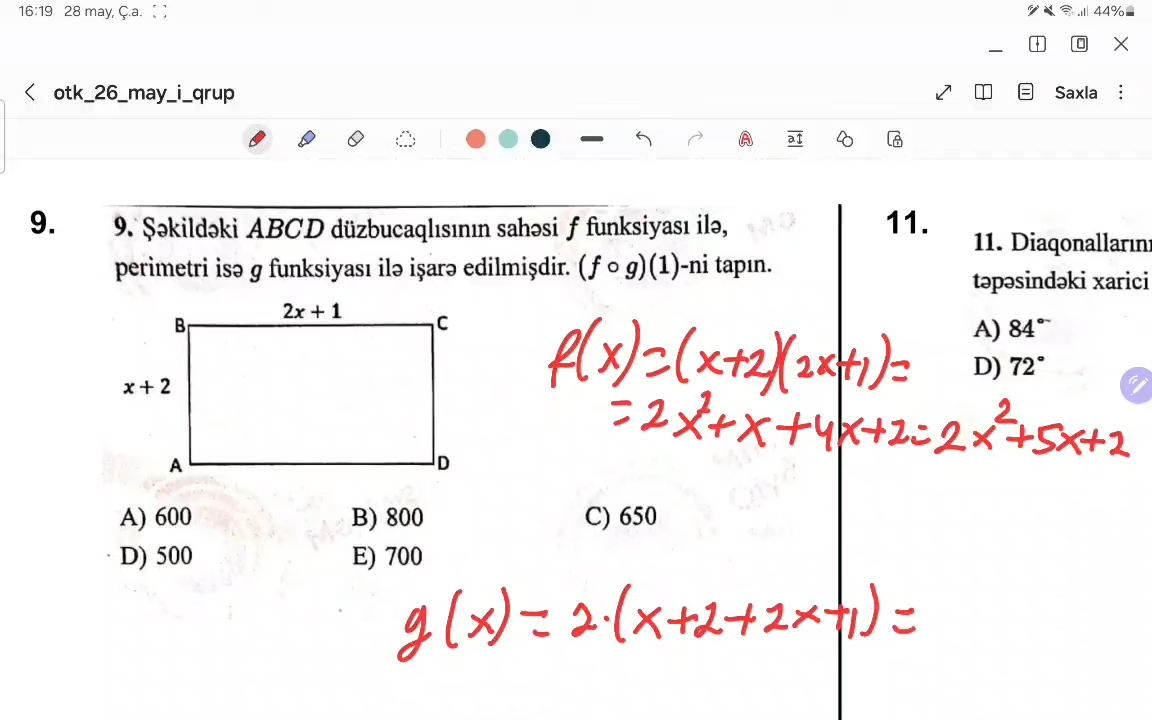 16:19 28 may, Ç.a. 44%
otk_26_may_i_qrup
Saxla
9.
9. Şəkildəki ABCD düzbucaqlısının sahəsi f funksiyası ilə,
perimetri isə g funksiyası ilə işarə edilmişdir. (f ∘ g)(1)-ni tapın.
2x + 1
B C
x + 2
A D
A) 600 B) 800 C) 650
D) 500 E) 700
f(x)=(x+2)(2x+1)=
=2x²+x+4x+2=2x²+5x+2
g(x)=2·(x+2+2x+1)=
11.
11. Diaqonalların
təpəsindəki xarici
A) 84°
D) 72°